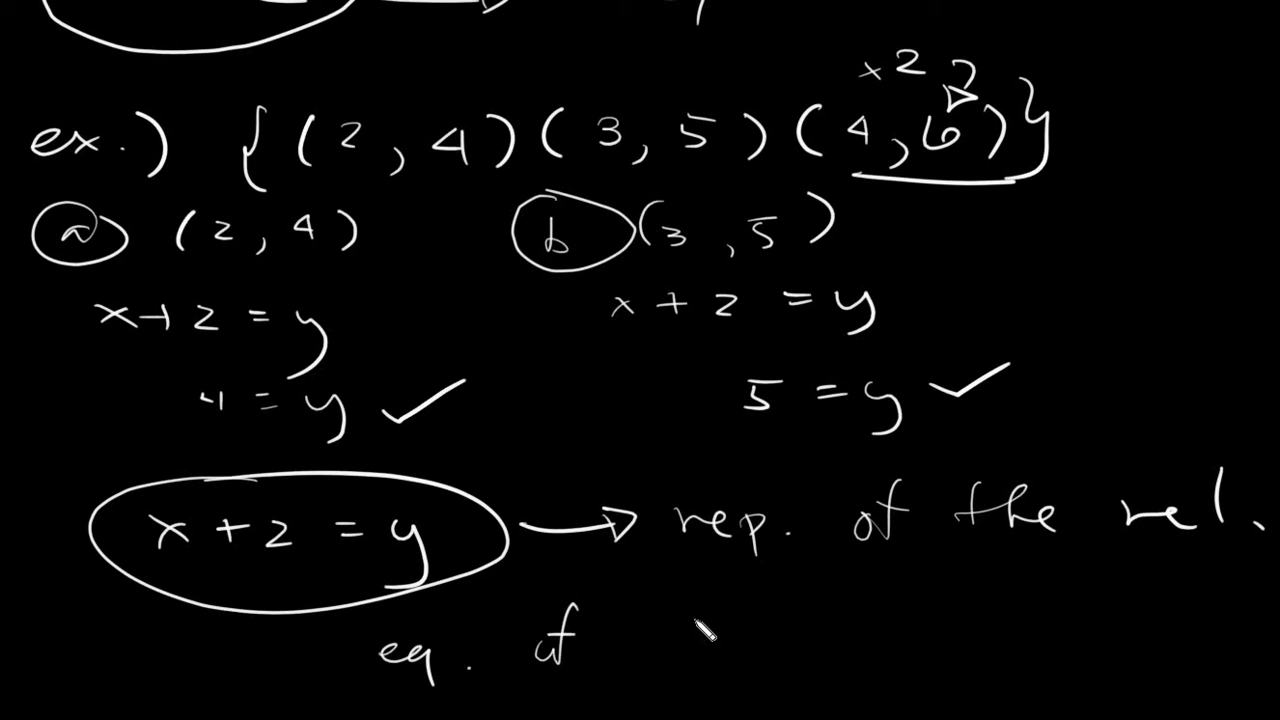 x 2 ?
ex.) {(2, 4)(3, 5)(4, 6)}
a (2, 4) b (3, 5)
x+2 = y x + 2 = y
4 = y ✓ 5 = y ✓
x + 2 = y → rep. of the rel.
eq. of